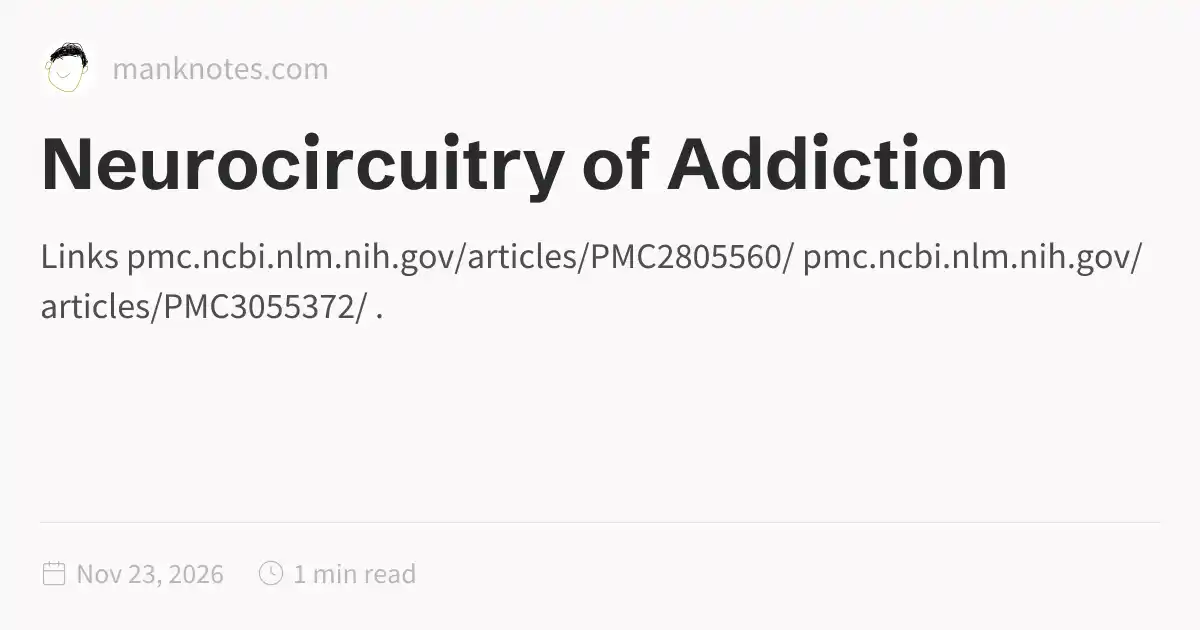 manknotes.com
Neurocircuitry of Addiction
Links pmc.ncbi.nlm.nih.gov/articles/PMC2805560/ pmc.ncbi.nlm.nih.gov/
articles/PMC3055372/ .
Nov 23, 2026 1 min read